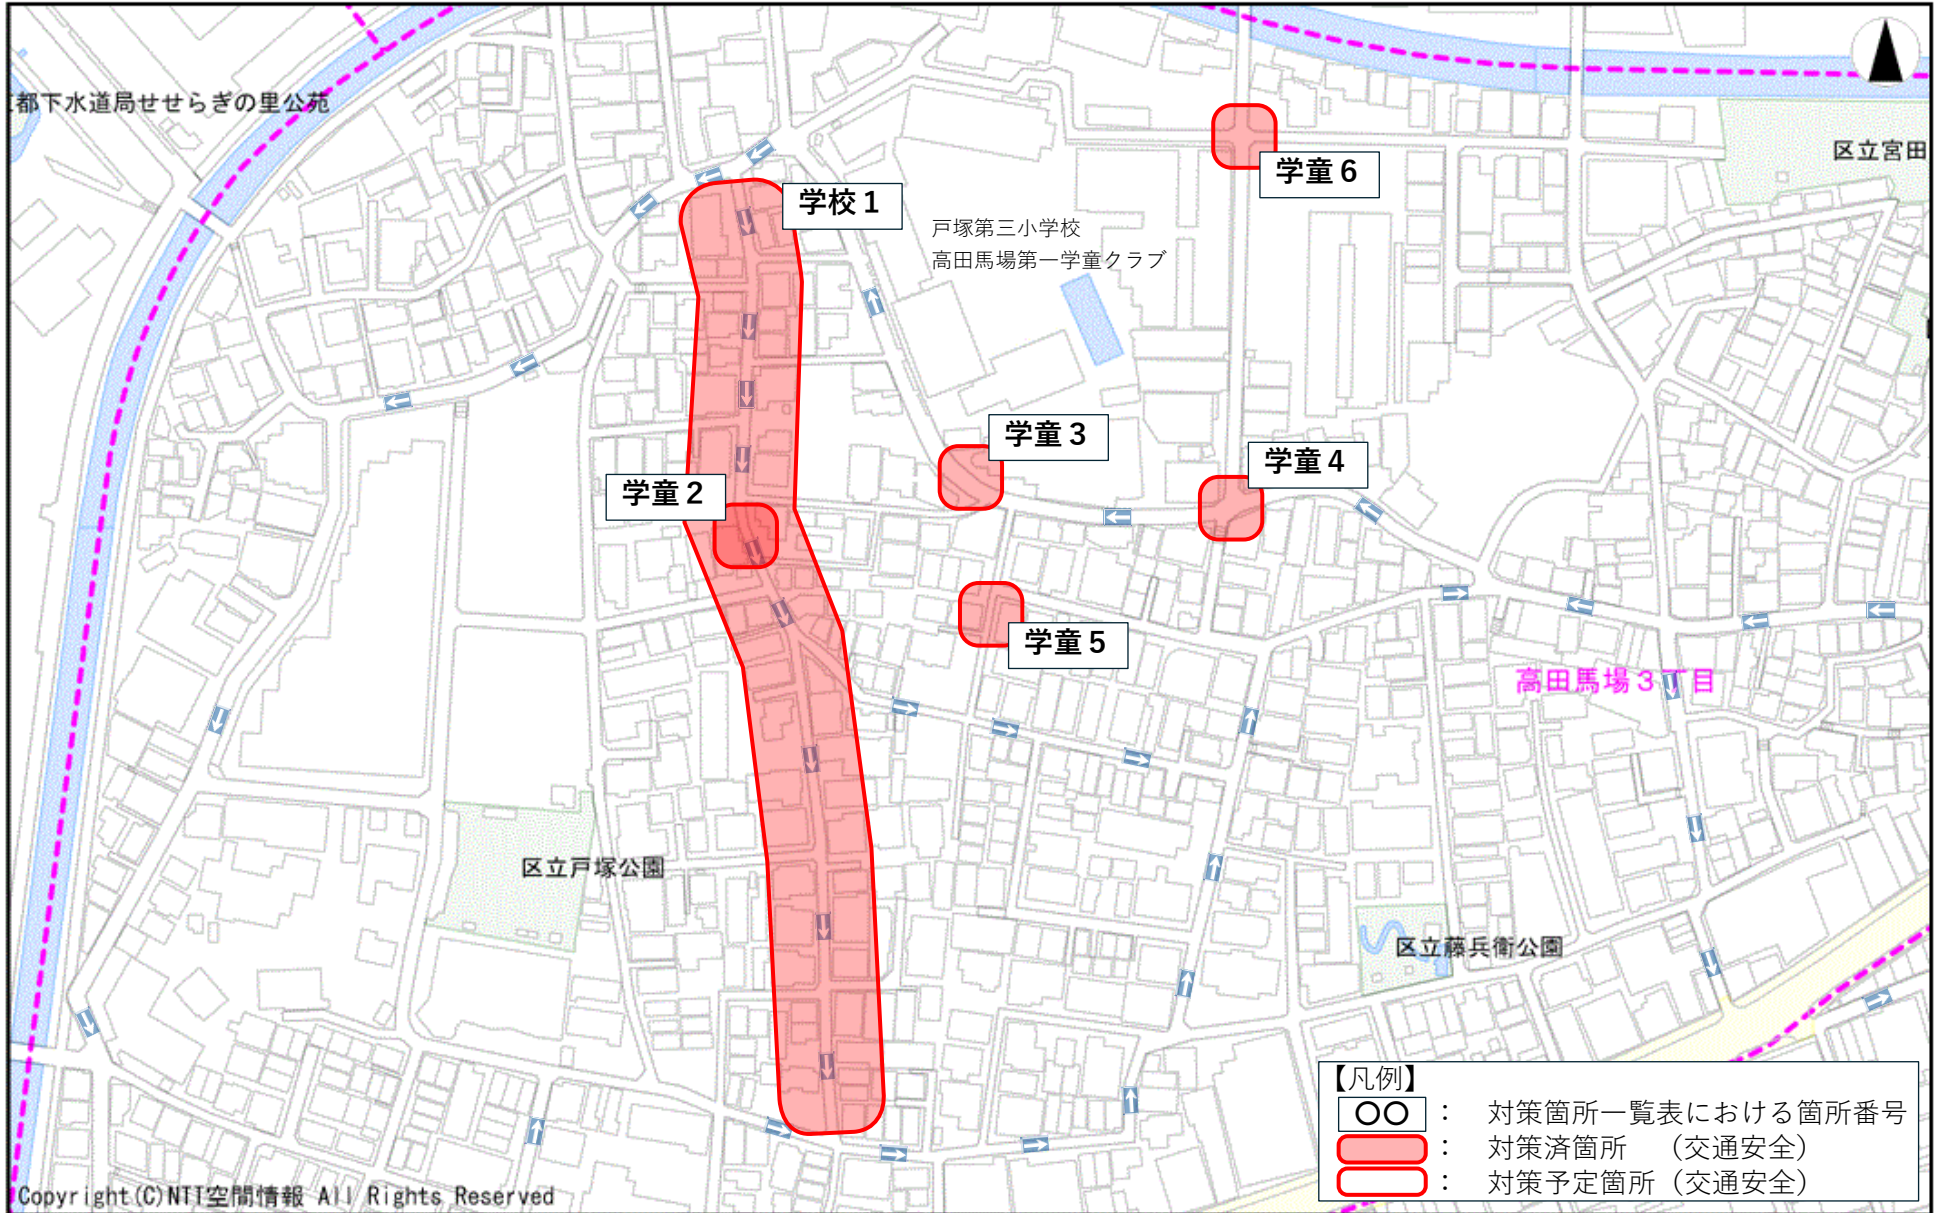 都下水道局せせらぎの里公苑
区立宮田
学童６
学校１
戸塚第三小学校
高田馬場第一学童クラブ
学童３
学童４
学童２
学童５
高田馬場３丁目
区立戸塚公園
区立藤兵衛公園
【凡例】
〇〇 ： 対策箇所一覧表における箇所番号
： 対策済箇所 （交通安全）
： 対策予定箇所（交通安全）
Copyright(C)NTT空間情報 All Rights Reserved